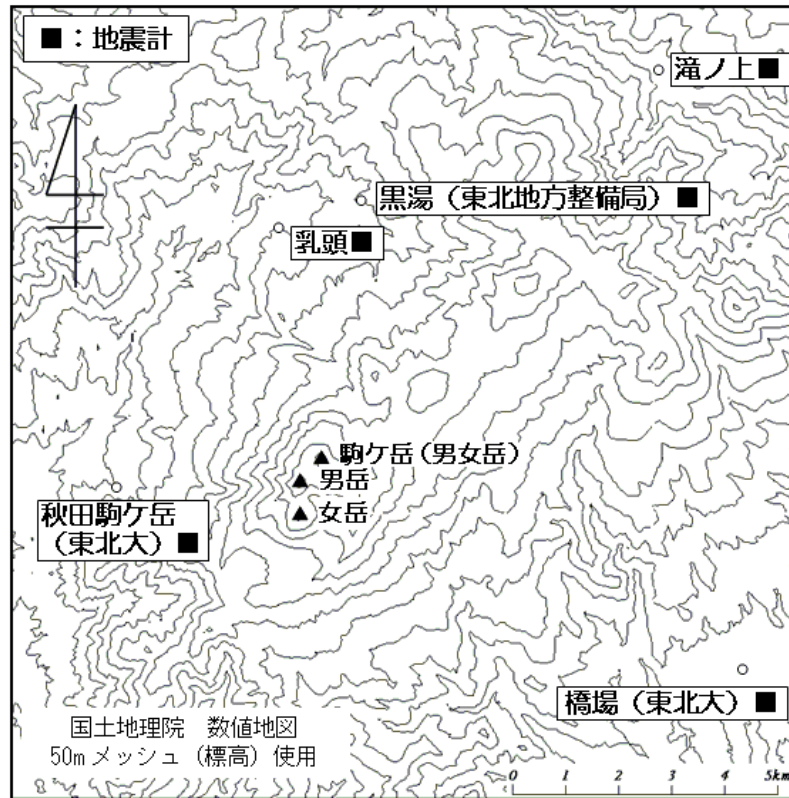 ■：地震計
滝ノ上■
黒湯（東北地方整備局）■
乳頭■
駒ケ岳（男女岳）
男岳
女岳
秋田駒ケ岳
（東北大）■
橋場（東北大）■
国土地理院　数値地図
50mメッシュ（標高）使用
0 1 2 3 4 5km